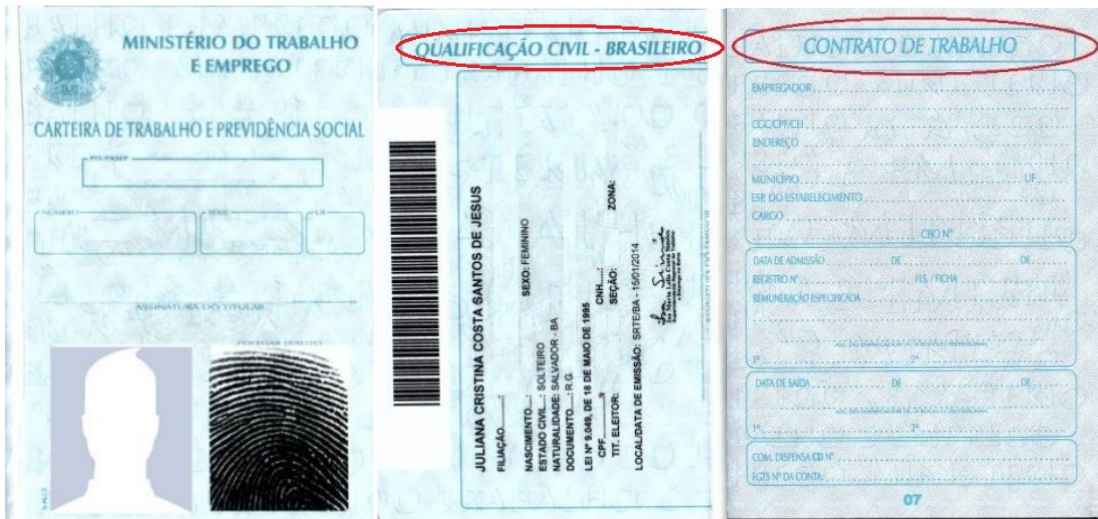 MINISTÉRIO DO TRABALHO
E EMPREGO
CARTEIRA DE TRABALHO E PREVIDÊNCIA SOCIAL
PIS/PASEP
NÚMERO
SÉRIE
UF
ASSINATURA DO TITULAR
POLEGAR DIREITO
QUALIFICAÇÃO CIVIL - BRASILEIRO
JULIANA CRISTINA COSTA SANTOS DE JESUS
FILIAÇÃO........:
SEXO: FEMININO
NASCIMENTO....:
ESTADO CIVIL...: SOLTEIRO
NATURALIDADE: SALVADOR - BA
DOCUMENTO....: R.G.
LEI Nº 9.049, DE 18 DE MAIO DE 1995
CPF..............:
CNH......:
TIT. ELEITOR:
SEÇÃO:
ZONA:
LOCAL/DATA DE EMISSÃO: SRTE/BA - 15/01/2014
CONTRATO DE TRABALHO
EMPREGADOR
CGC/CPF/CEI
ENDEREÇO
MUNICÍPIO UF
ESP. DO ESTABELECIMENTO
CARGO
CBO Nº
DATA DE ADMISSÃO DE DE
REGISTRO Nº FLS. / FICHA
REMUNERAÇÃO ESPECIFICADA
1º 2º
DATA DE SAÍDA DE DE
1º 2º
COM. DISPENSA CD Nº
FGTS Nº DA CONTA:
07